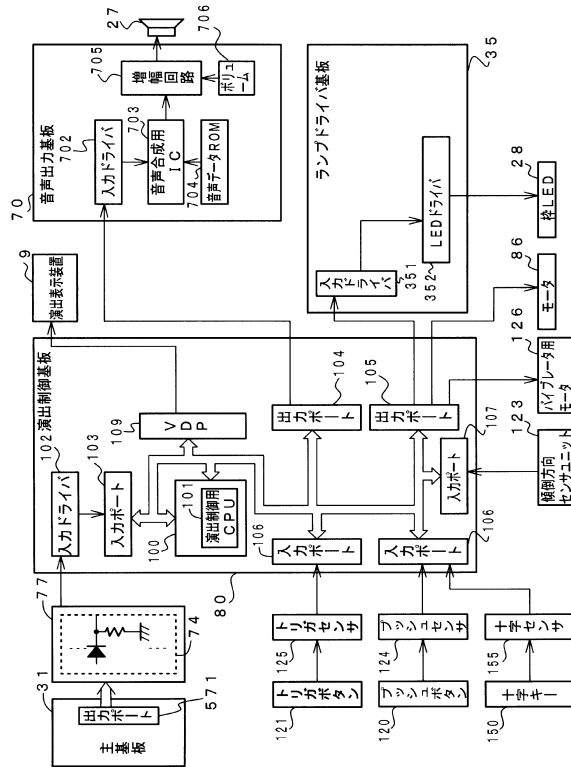 主基板
31
出力ポート
571
77
74
80
演出制御基板
102
入力ドライバ
103
入力ポート
109
VDP
100
101
演出制御用
CPU
104
出力ポート
105
出力ポート
106
入力ポート
106
入力ポート
107
入力ポート
9
演出表示装置
70
音声出力基板
702
入力ドライバ
703
音声合成用
IC
704
音声データROM
705
増幅回路
706
ボリューム
27
ランプドライバ基板
35
入力ドライバ
351
LEDドライバ
352
28
枠LED
86
モータ
126
バイブレータ用
モータ
123
傾倒方向
センサユニット
トリガセンサ
125
トリガボタン
121
プッシュセンサ
124
プッシュボタン
120
十字センサ
155
十字キー
150